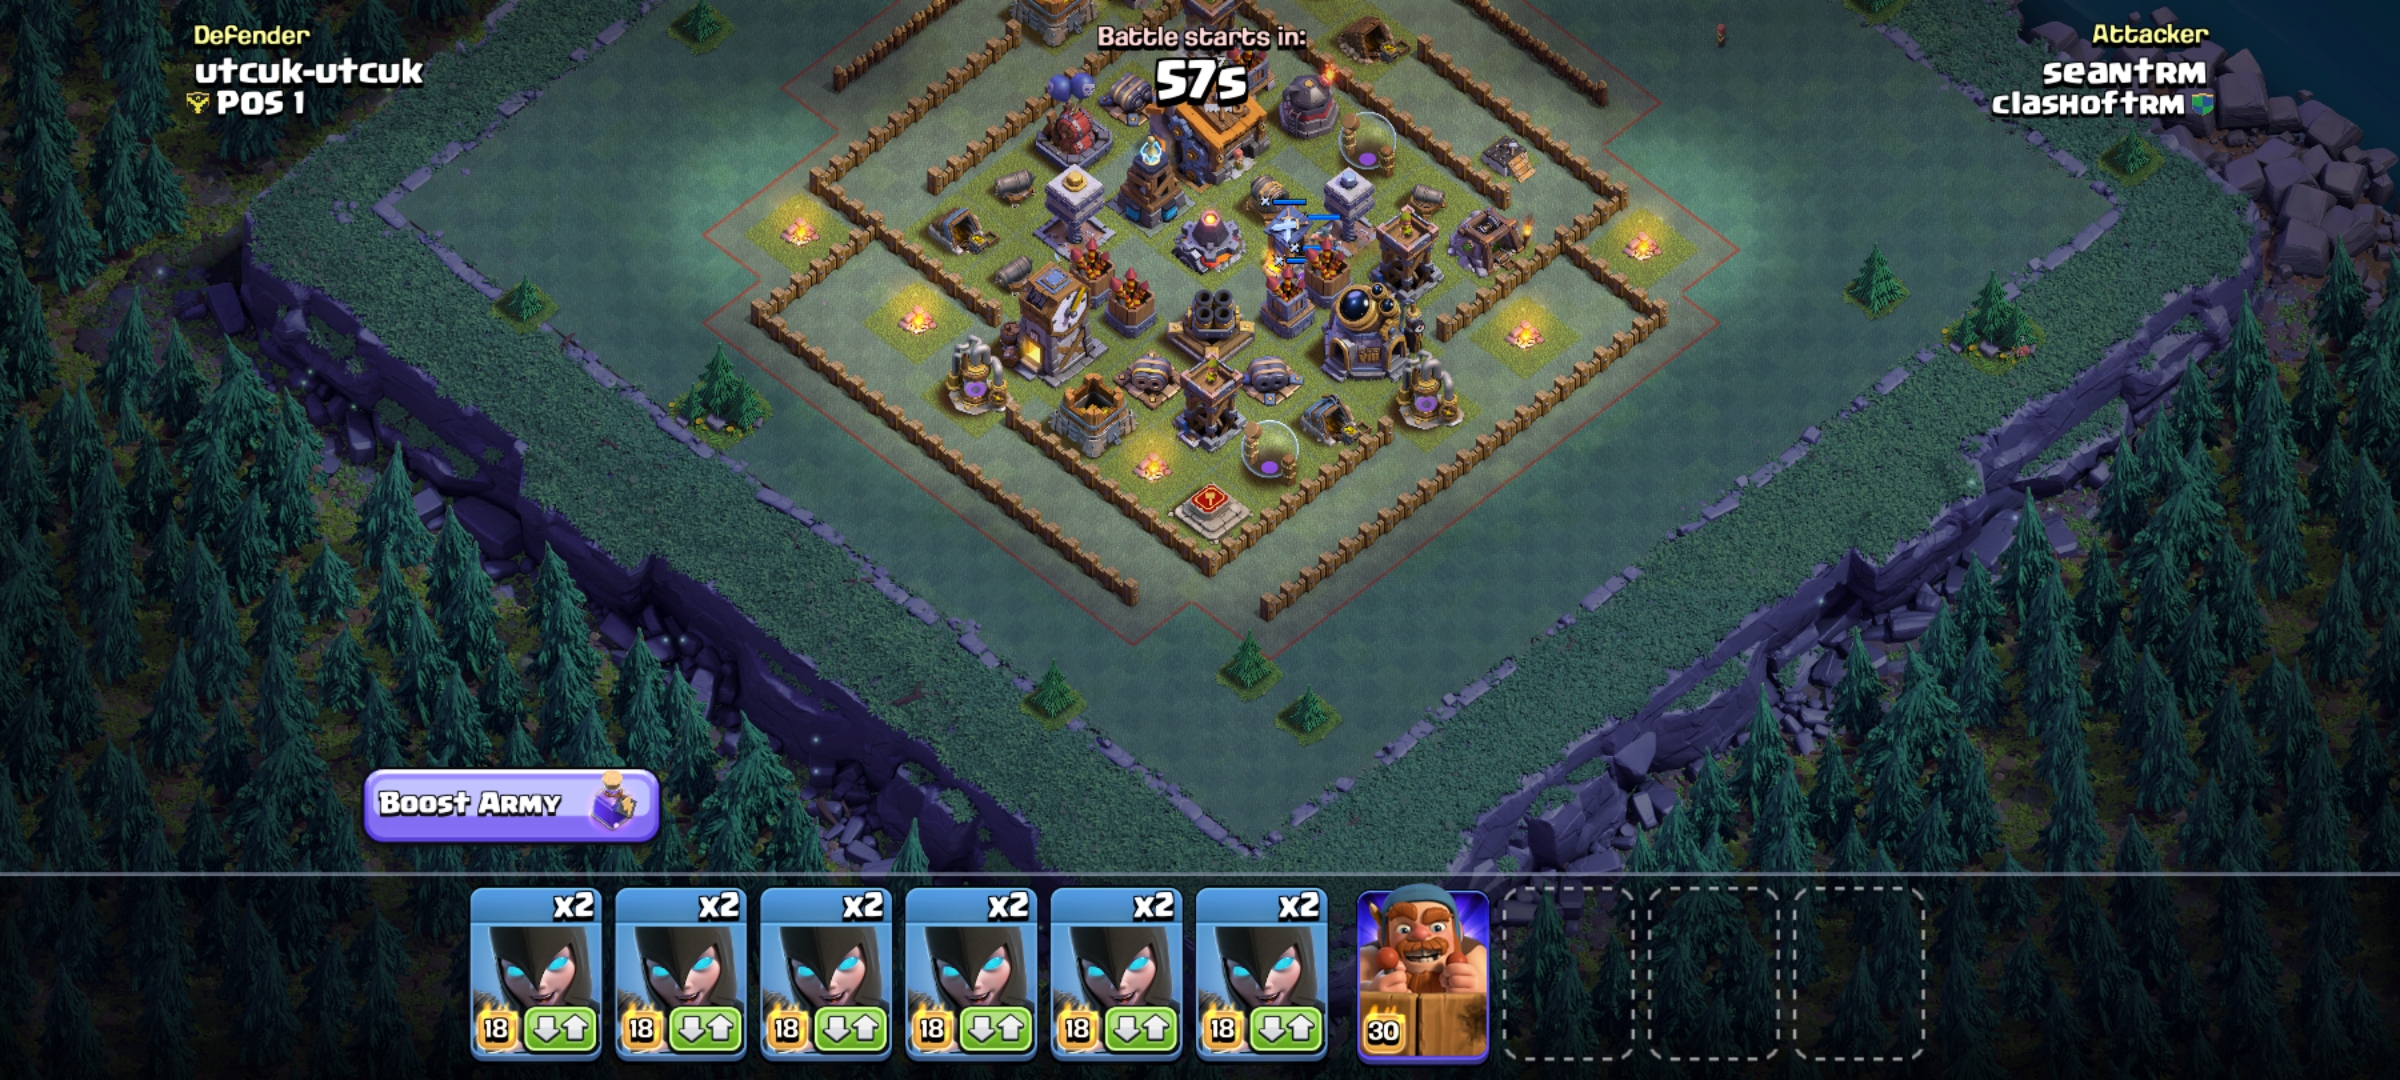 Defender
utcuk-utcuk
POS 1
Battle starts in:
57s
Attacker
seantRM
clashoftRM
Boost Army
x2
x2
x2
x2
x2
x2
18
18
18
18
18
18
30